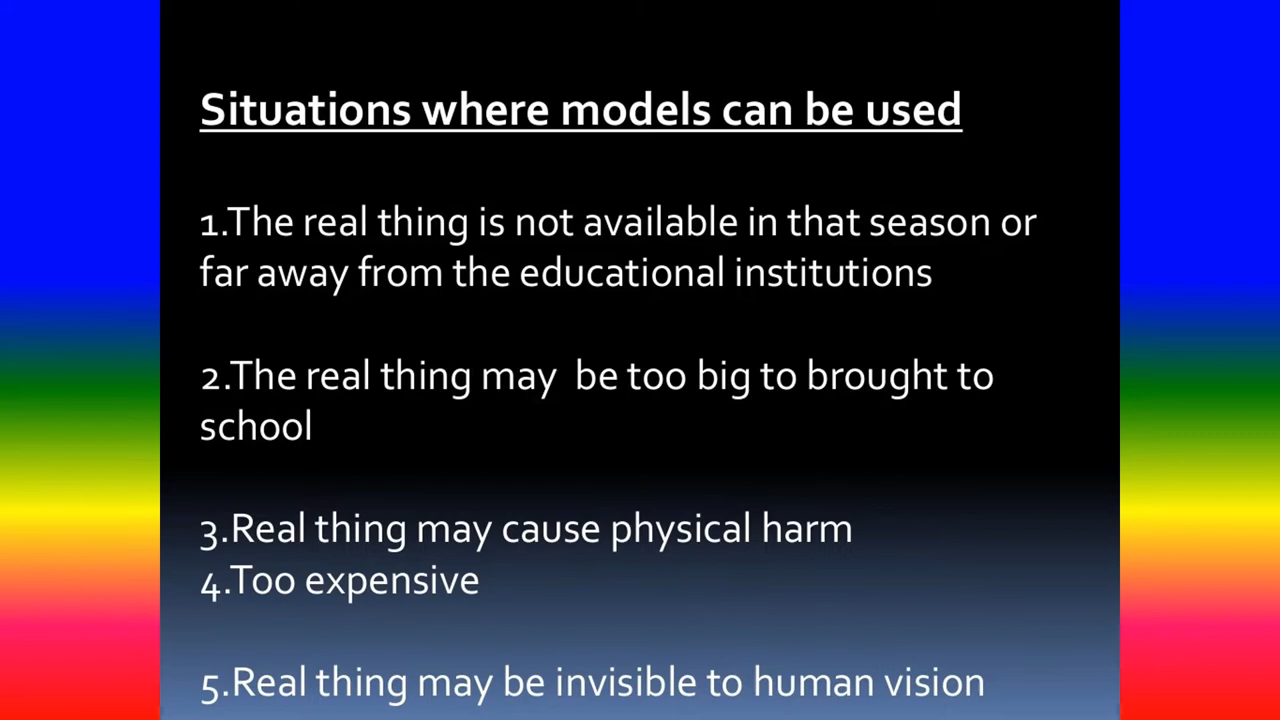 Situations where models can be used
1.The real thing is not available in that season or
far away from the educational institutions
2.The real thing may  be too big to brought to
school
3.Real thing may cause physical harm
4.Too expensive
5.Real thing may be invisible to human vision